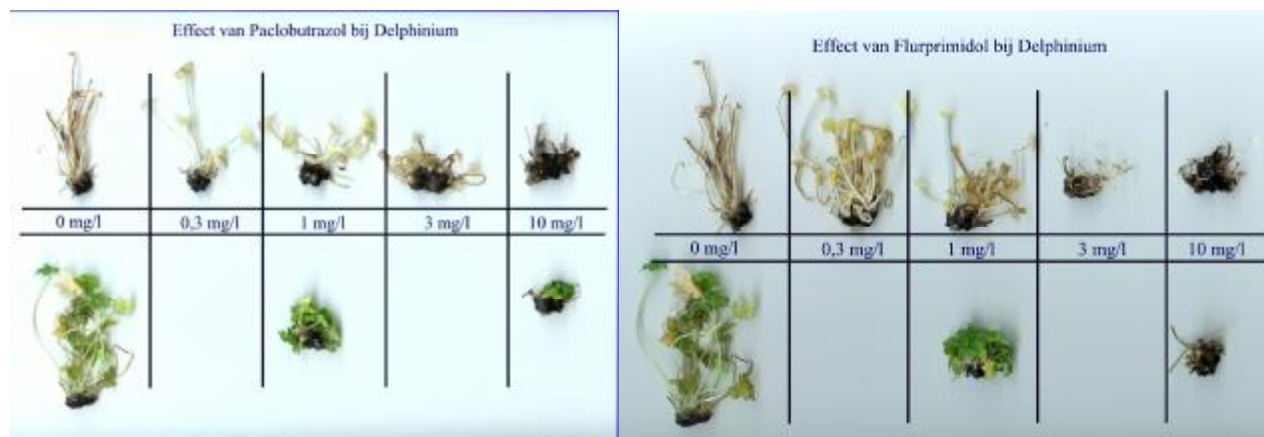 Effect van Paclobutrazol bij Delphinium
0 mg/l 0,3 mg/l 1 mg/l 3 mg/l 10 mg/l
Effect van Flurprimidol bij Delphinium
0 mg/l 0,3 mg/l 1 mg/l 3 mg/l 10 mg/l